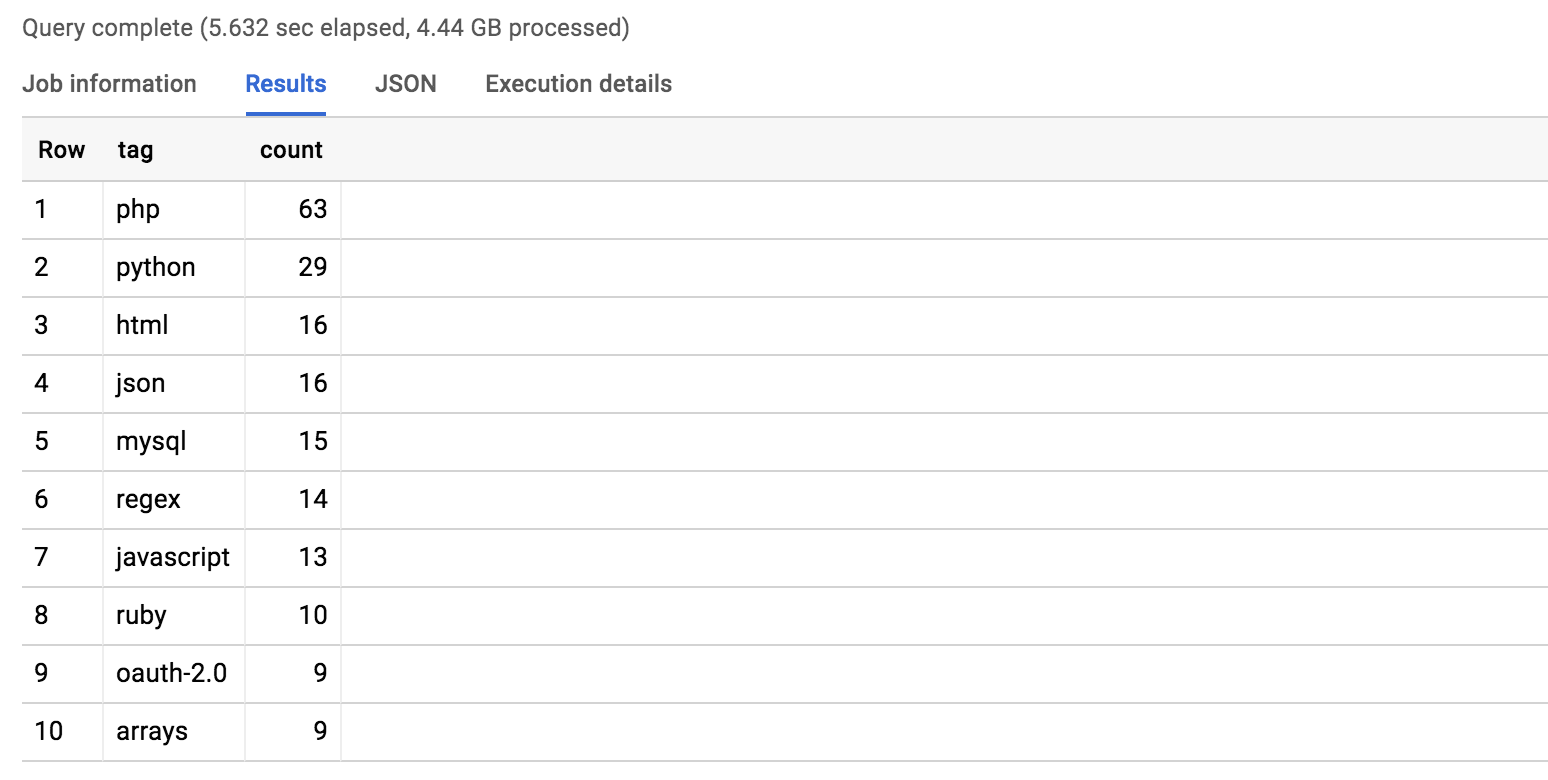 Query complete (5.632 sec elapsed, 4.44 GB processed)
Job information Results JSON Execution details
Row tag count
1 php 63
2 python 29
3 html 16
4 json 16
5 mysql 15
6 regex 14
7 javascript 13
8 ruby 10
9 oauth-2.0 9
10 arrays 9